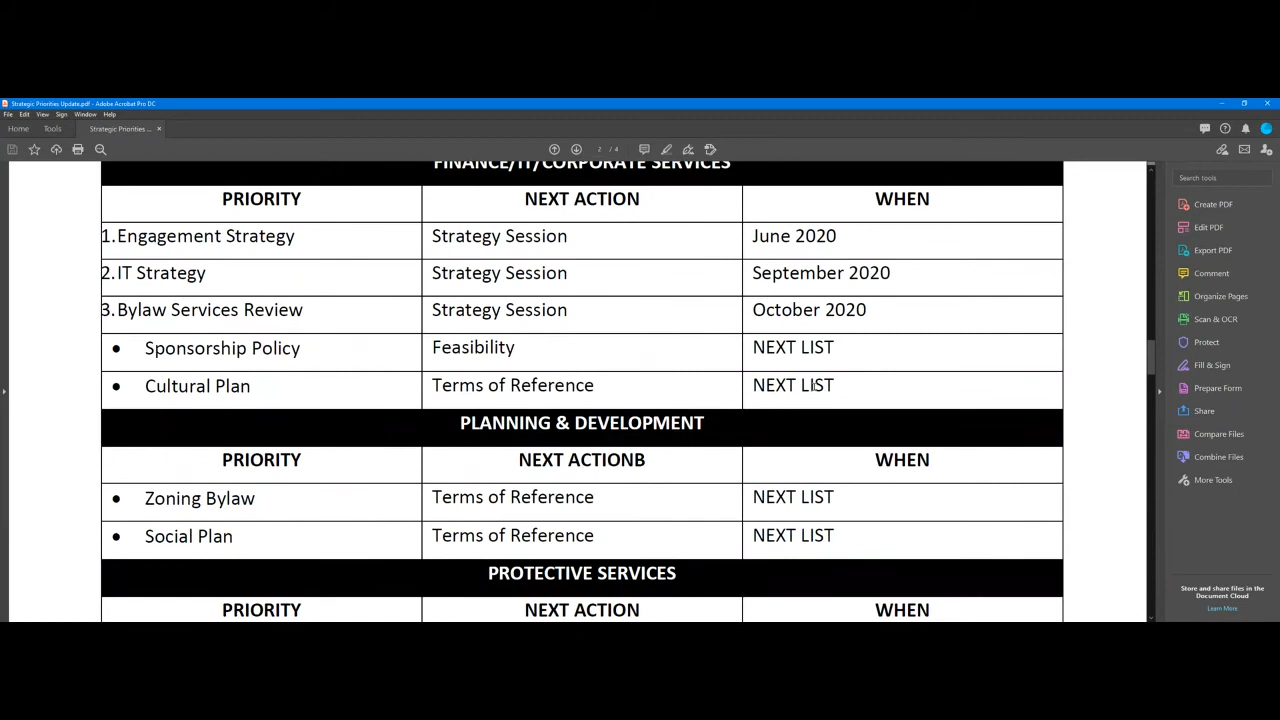 Strategic Priorities Update.pdf - Adobe Acrobat Pro DC
File Edit View Sign Window Help
Home Tools Strategic Priorities ... ×
2 / 4
FINANCE/IT/CORPORATE SERVICES
PRIORITY NEXT ACTION WHEN
1. Engagement Strategy Strategy Session June 2020
2. IT Strategy Strategy Session September 2020
3. Bylaw Services Review Strategy Session October 2020
• Sponsorship Policy Feasibility NEXT LIST
• Cultural Plan Terms of Reference NEXT LIST
PLANNING & DEVELOPMENT
PRIORITY NEXT ACTIONB WHEN
• Zoning Bylaw Terms of Reference NEXT LIST
• Social Plan Terms of Reference NEXT LIST
PROTECTIVE SERVICES
PRIORITY NEXT ACTION WHEN
Search tools
Create PDF
Edit PDF
Export PDF
Comment
Organize Pages
Scan & OCR
Protect
Fill & Sign
Prepare Form
Share
Compare Files
Combine Files
More Tools
Store and share files in the
Document Cloud
Learn More